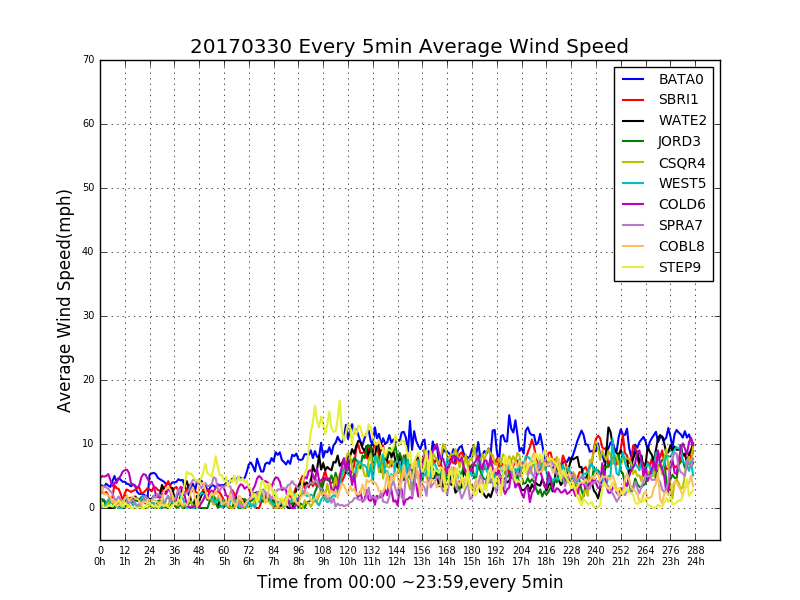 20170330 Every 5min Average Wind Speed
70
60
50
40
30
20
10
0
Average Wind Speed(mph)
BATA0
SBRI1
WATE2
JORD3
CSQR4
WEST5
COLD6
SPRA7
COBL8
STEP9
0 12 24 36 48 60 72 84 96 108 120 132 144 156 168 180 192 204 216 228 240 252 264 276 288
0h 1h 2h 3h 4h 5h 6h 7h 8h 9h 10h 11h 12h 13h 14h 15h 16h 17h 18h 19h 20h 21h 22h 23h 24h
Time from 00:00 ~23:59,every 5min